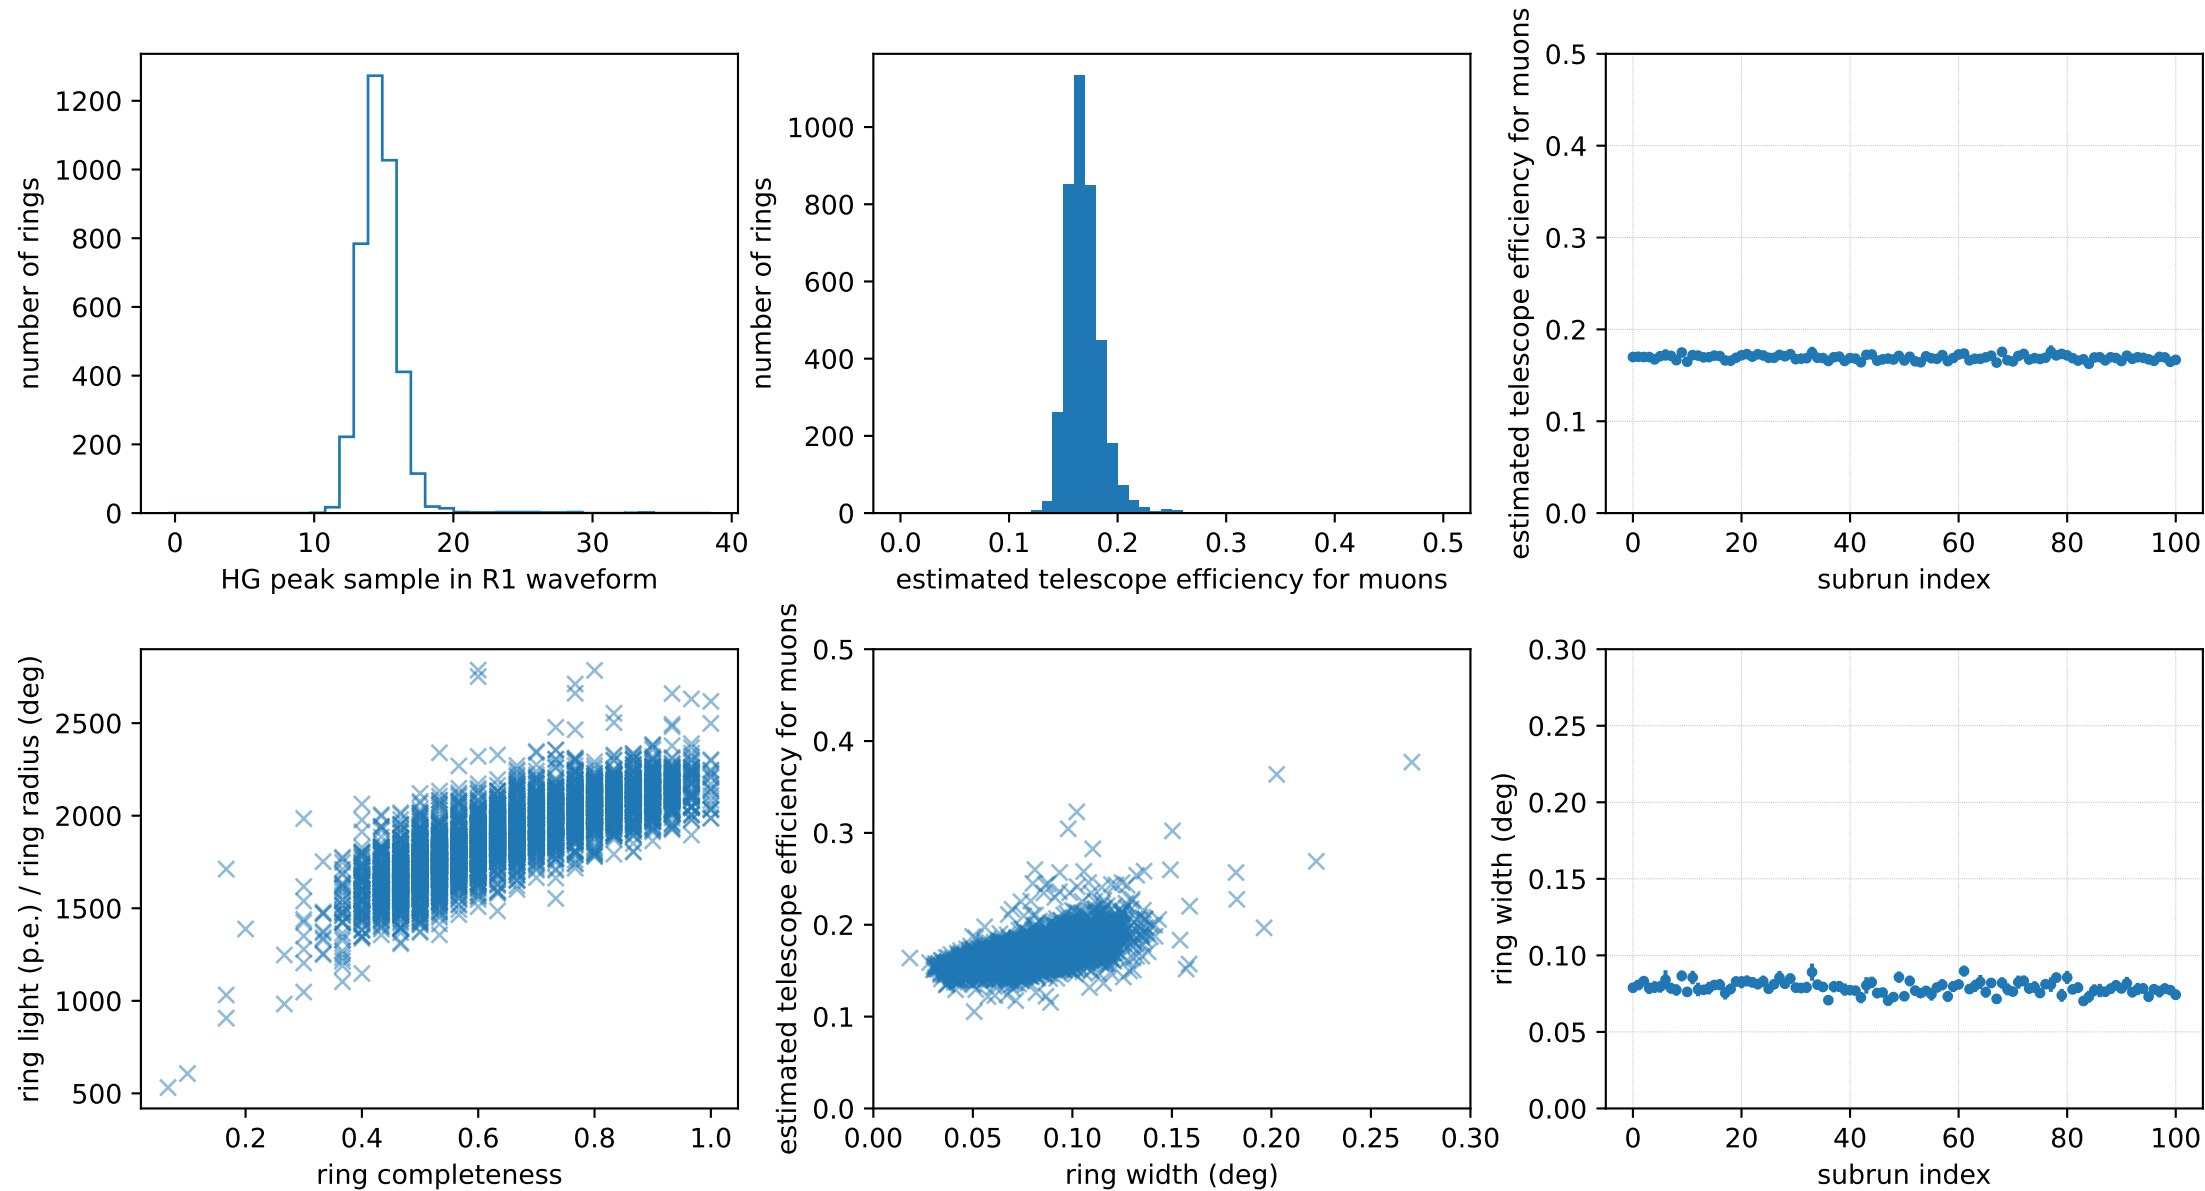 number of rings
1200
1000
800
600
400
200
0
0 10 20 30 40
HG peak sample in R1 waveform
number of rings
1000
800
600
400
200
0
0.0 0.1 0.2 0.3 0.4 0.5
estimated telescope efficiency for muons
estimated telescope efficiency for muons
0.5
0.4
0.3
0.2
0.1
0.0
0 20 40 60 80 100
subrun index
ring light (p.e.) / ring radius (deg)
2500
2000
1500
1000
500
0.2 0.4 0.6 0.8 1.0
ring completeness
estimated telescope efficiency for muons
0.5
0.4
0.3
0.2
0.1
0.0
0.00 0.05 0.10 0.15 0.20 0.25 0.30
ring width (deg)
ring width (deg)
0.30
0.25
0.20
0.15
0.10
0.05
0.00
0 20 40 60 80 100
subrun index